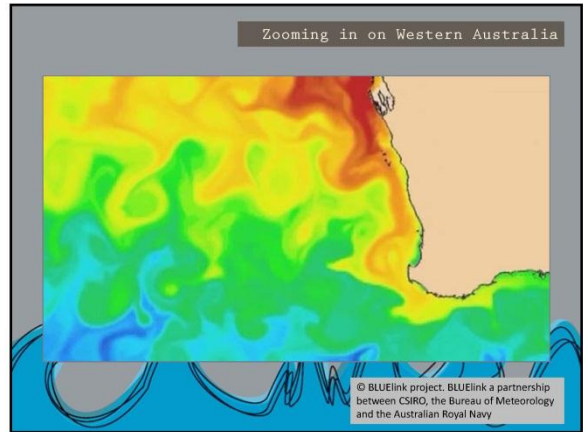 Zooming in on Western Australia
© BLUElink project. BLUElink a partnership
between CSIRO, the Bureau of Meteorology
and the Australian Royal Navy